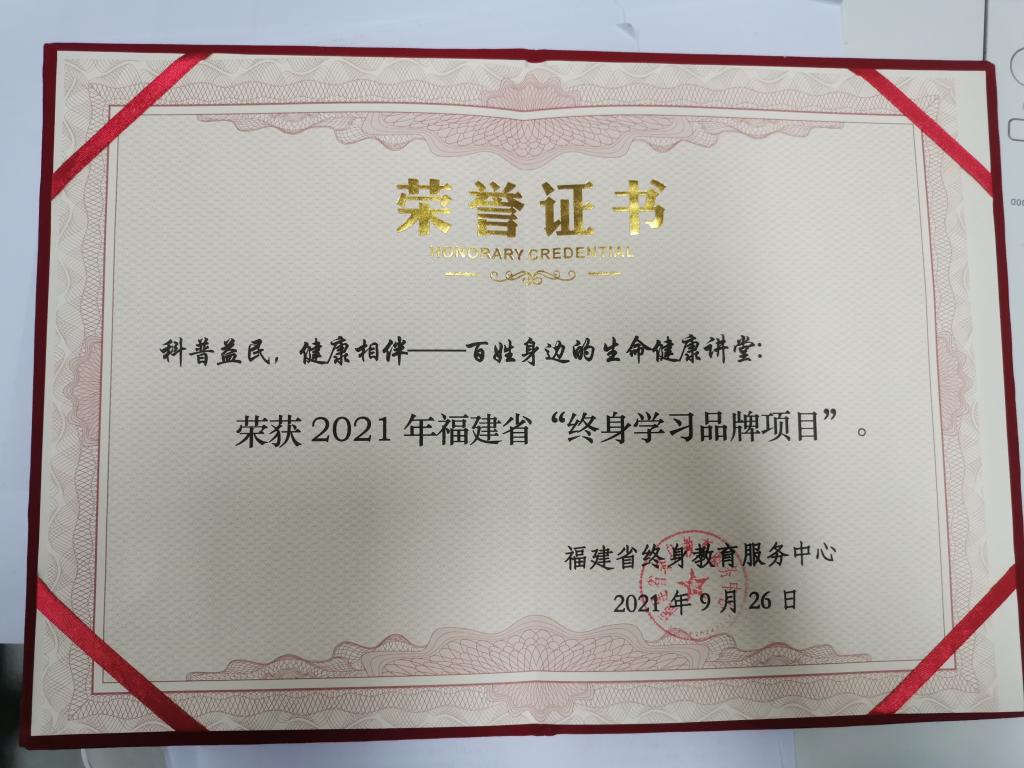 荣誉证书
HONORARY CREDENTIAL
科普益民，健康相伴——百姓身边的生命健康讲堂：
荣获2021年福建省“终身学习品牌项目”。
福建省终身教育服务中心
2021年9月26日